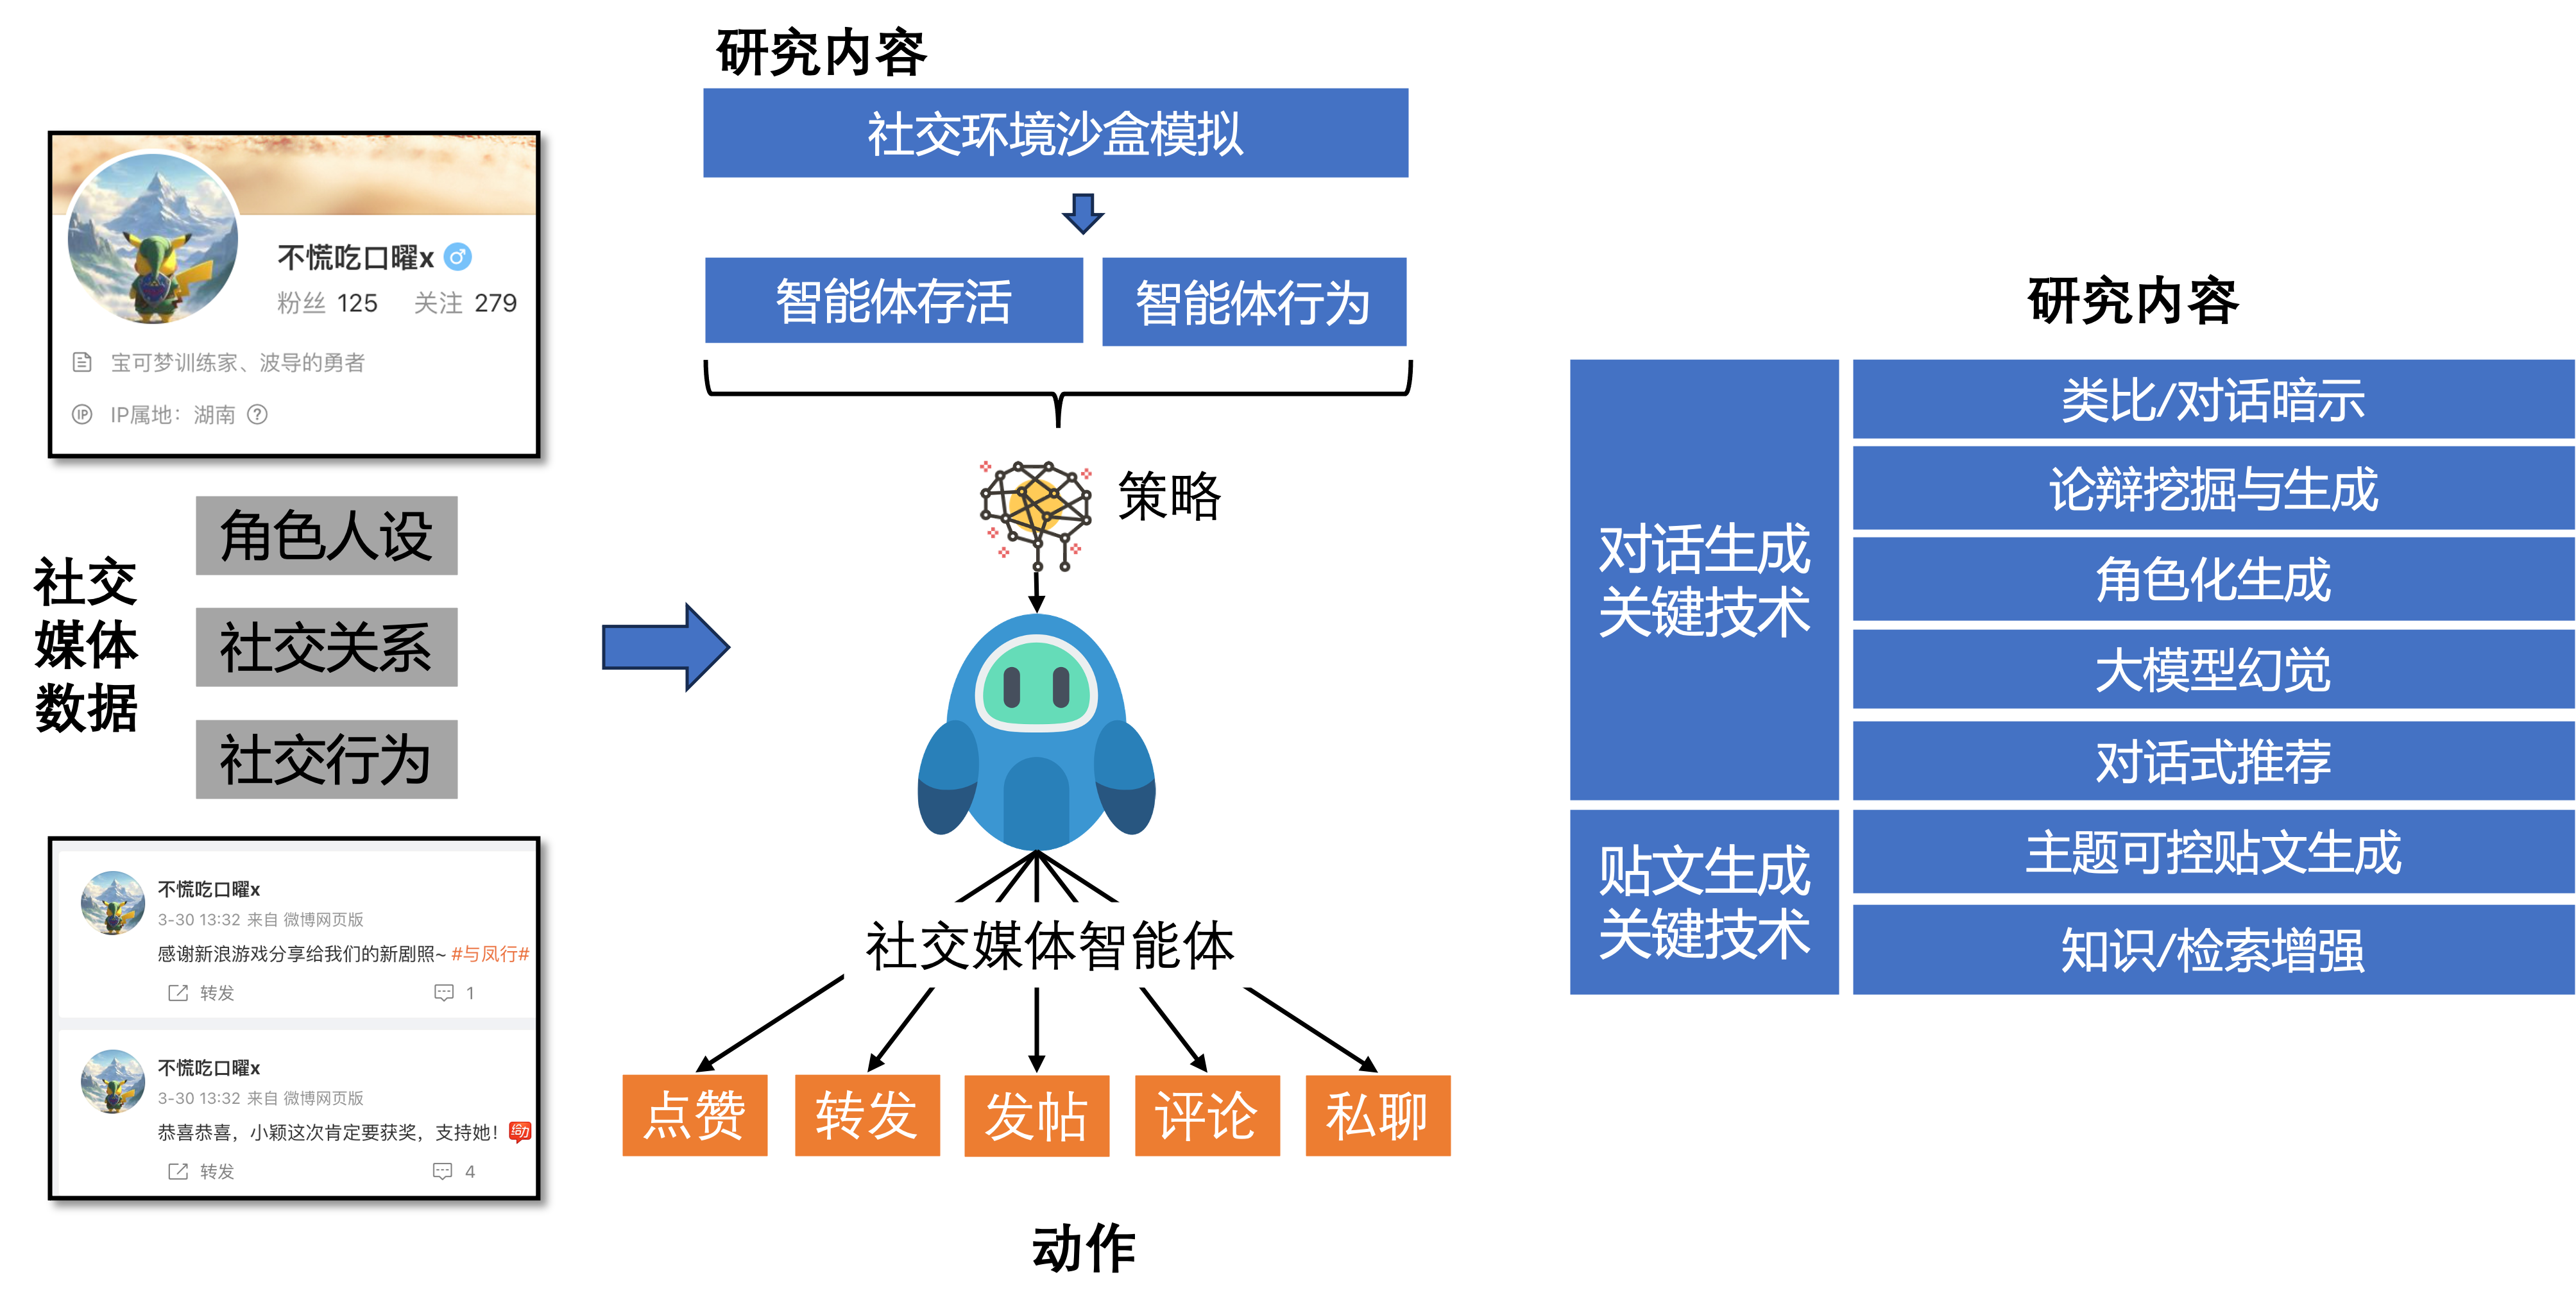 不慌吃口曜x
粉丝 125 关注 279
宝可梦训练家、波导的勇者
IP IP属地：湖南 ?
社交
媒体
数据
角色人设
社交关系
社交行为
不慌吃口曜x
3-30 13:32 来自 微博网页版
感谢新浪游戏分享给我们的新剧照~ #与凤行#
转发 1
不慌吃口曜x
3-30 13:32 来自 微博网页版
恭喜恭喜，小颖这次肯定要获奖，支持她！给力
转发 4
研究内容
社交环境沙盒模拟
智能体存活
智能体行为
策略
社交媒体智能体
点赞
转发
发帖
评论
私聊
动作
研究内容
对话生成
关键技术
类比/对话暗示
论辩挖掘与生成
角色化生成
大模型幻觉
对话式推荐
贴文生成
关键技术
主题可控贴文生成
知识/检索增强